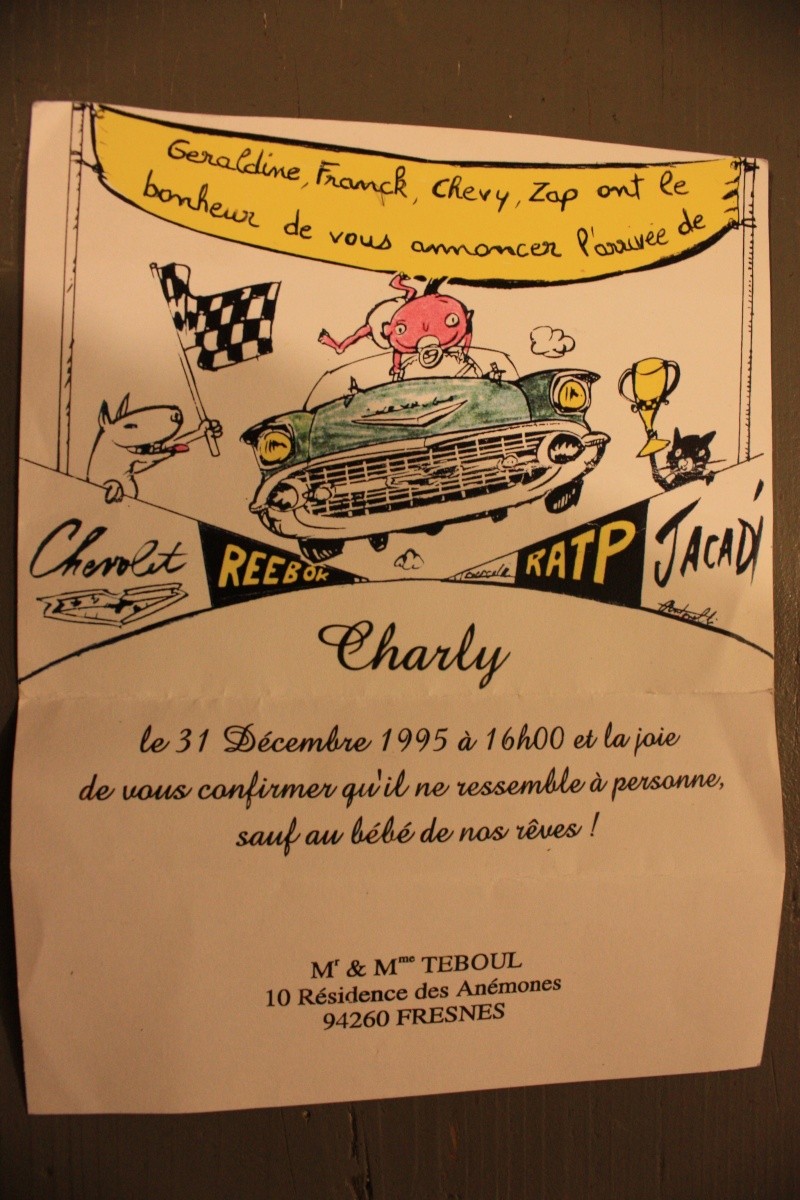 Geraldine, Franck, Chevy, Zap ont le
bonheur de vous annoncer l'arrivée de
Chevrolet
Chevrolet
REEBOK
RATP
JACADI
Charly
le 31 Décembre 1995 à 16h00 et la joie
de vous confirmer qu'il ne ressemble à personne,
sauf au bébé de nos rêves !
Mr & Mme TEBOUL
10 Résidence des Anémones
94260 FRESNES